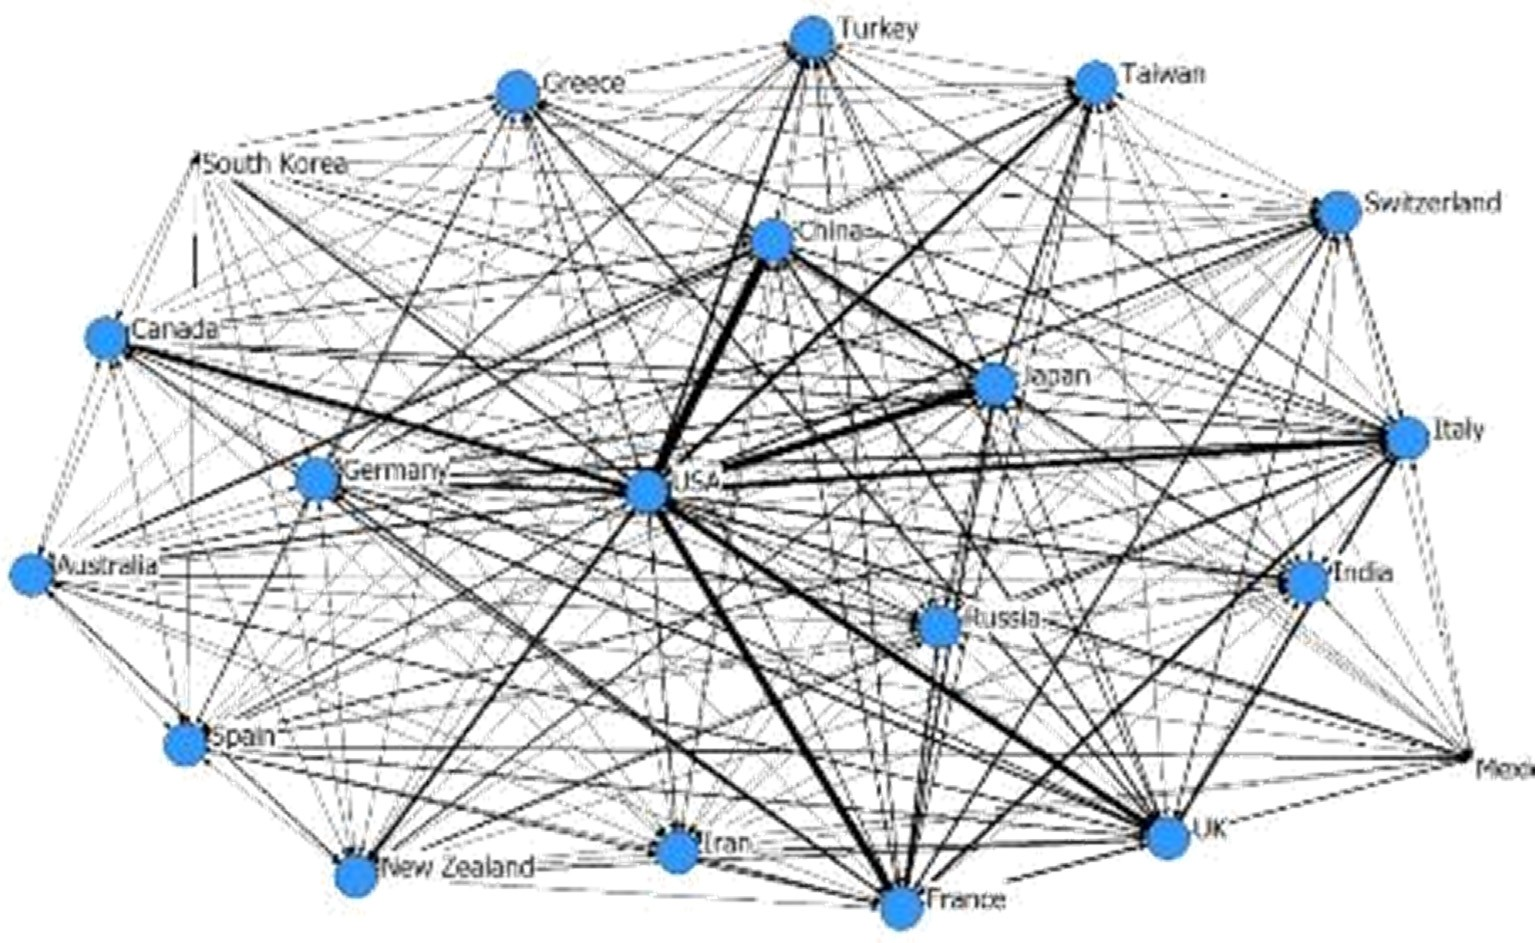 Turkey
Taiwan
Greece
South Korea
Switzerland
China
Canada
Japan
Italy
Germany
USA
Australia
India
Russia
Spain
Mexi
UK
Iran
New Zealand
France